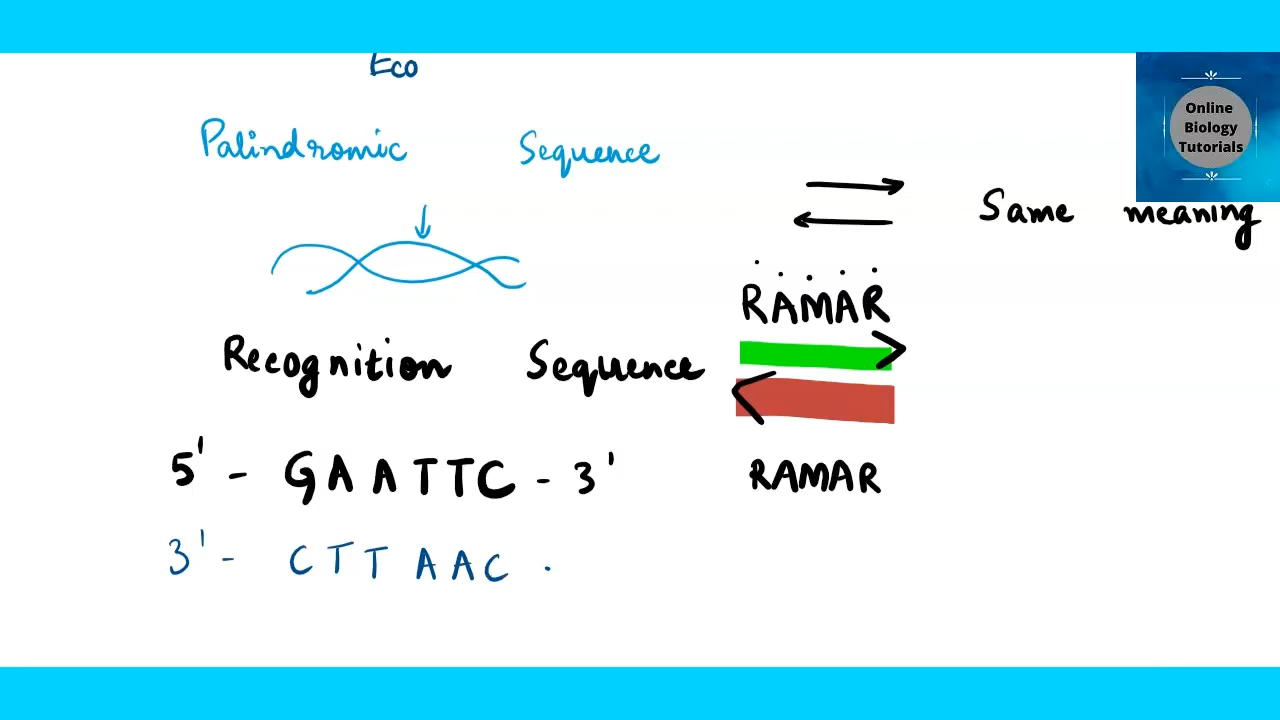 Eco
Online
Biology
Tutorials
Palindromic Sequence
Same meaning
RAMAR
Recognition Sequence
5' - GAATTC - 3'
RAMAR
3' - CTTAAC .